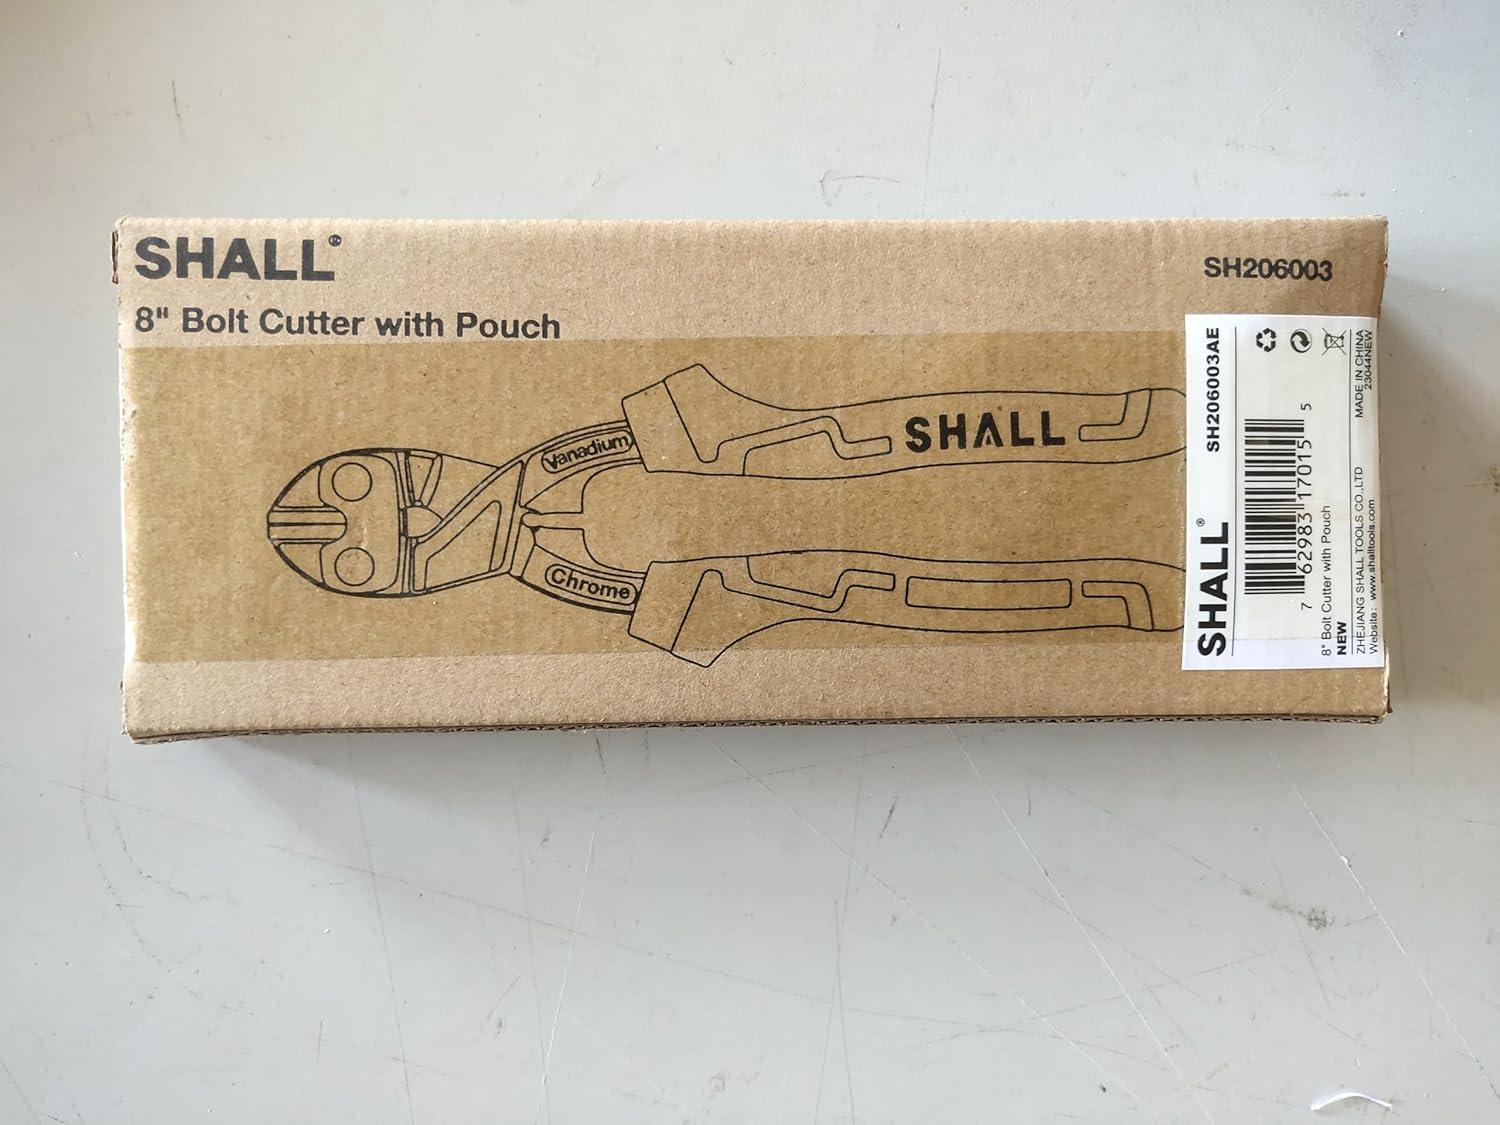 SHALL®
8" Bolt Cutter with Pouch
SH206003
Vanadium
Chrome
SHALL
SHALL®
SH206003AE
7 62983 17015 5
8" Bolt Cutter with Pouch
NEW
ZHEJIANG SHALL TOOLS CO.,LTD
Website: www.shalltools.com
MADE IN CHINA
23044NEW